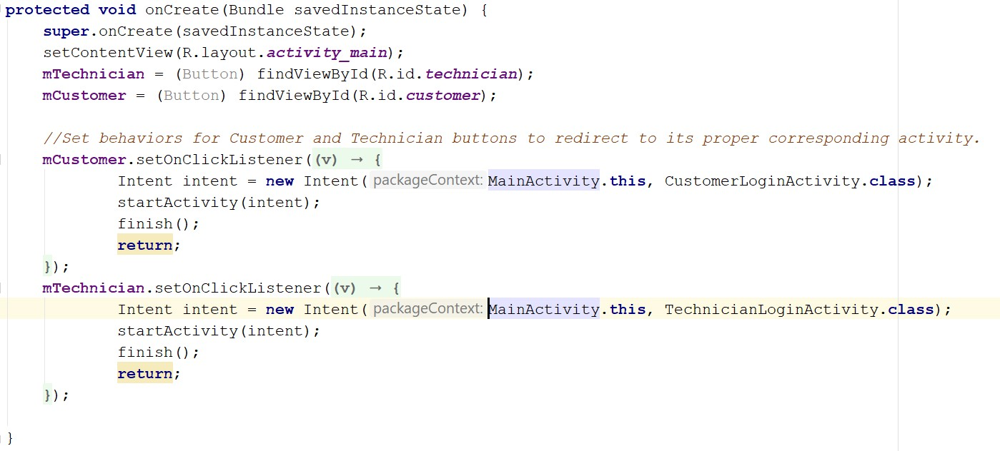 protected void onCreate(Bundle savedInstanceState) {
super.onCreate(savedInstanceState);
setContentView(R.layout.activity_main);
mTechnician = (Button) findViewById(R.id.technician);
mCustomer = (Button) findViewById(R.id.customer);
//Set behaviors for Customer and Technician buttons to redirect to its proper corresponding activity.
mCustomer.setOnClickListener((v) → {
Intent intent = new Intent( packageContext: MainActivity.this, CustomerLoginActivity.class);
startActivity(intent);
finish();
return;
});
mTechnician.setOnClickListener((v) → {
Intent intent = new Intent( packageContext: MainActivity.this, TechnicianLoginActivity.class);
startActivity(intent);
finish();
return;
});
}